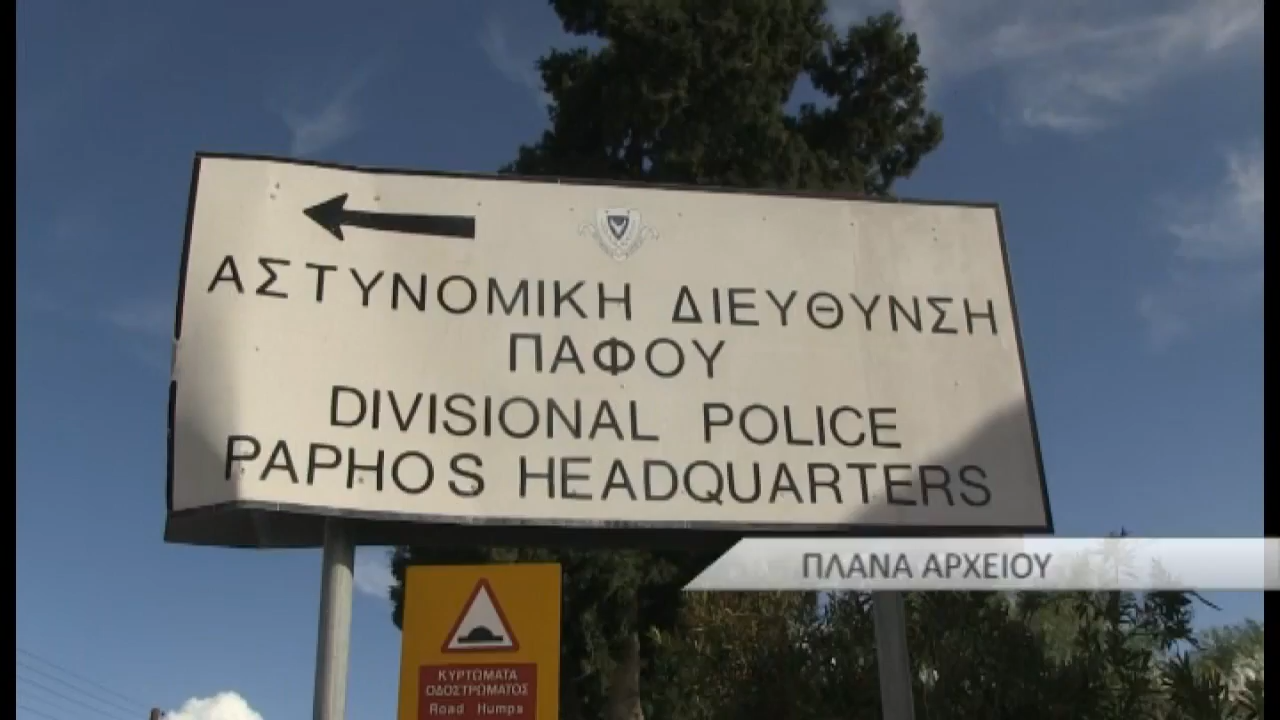 ΑΣΤΥΝΟΜΙΚΗ ΔΙΕΥΘΥΝΣΗ
ΠΑΦΟΥ
DIVISIONAL POLICE
PAPHOS HEADQUARTERS
ΠΛΑΝΑ ΑΡΧΕΙΟΥ
ΚΥΡΤΩΜΑΤΑ
ΟΔΟΣΤΡΩΜΑΤΟΣ
Road Humps